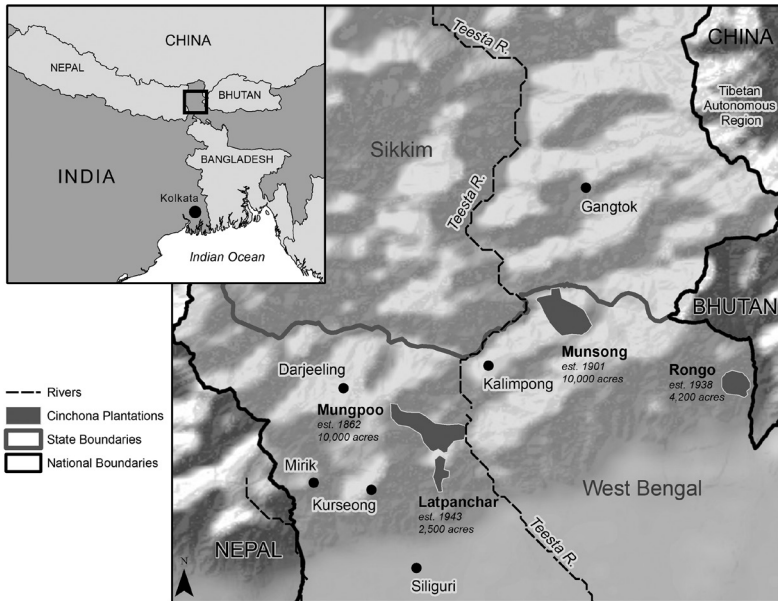 CHINA
NEPAL
BHUTAN
BANGLADESH
INDIA
Kolkata
Indian Ocean
Teesta R.
CHINA
Tibetan
Autonomous
Region
Sikkim
Teesta R.
Gangtok
BHUTAN
Munsong
est. 1901
10,000 acres
Rongo
est. 1938
4,200 acres
Darjeeling
Kalimpong
Mungpoo
est. 1862
10,000 acres
Mirik
Kurseong
Latpanchar
est. 1943
2,500 acres
West Bengal
Teesta R.
NEPAL
Siliguri
N
Rivers
Cinchona Plantations
State Boundaries
National Boundaries